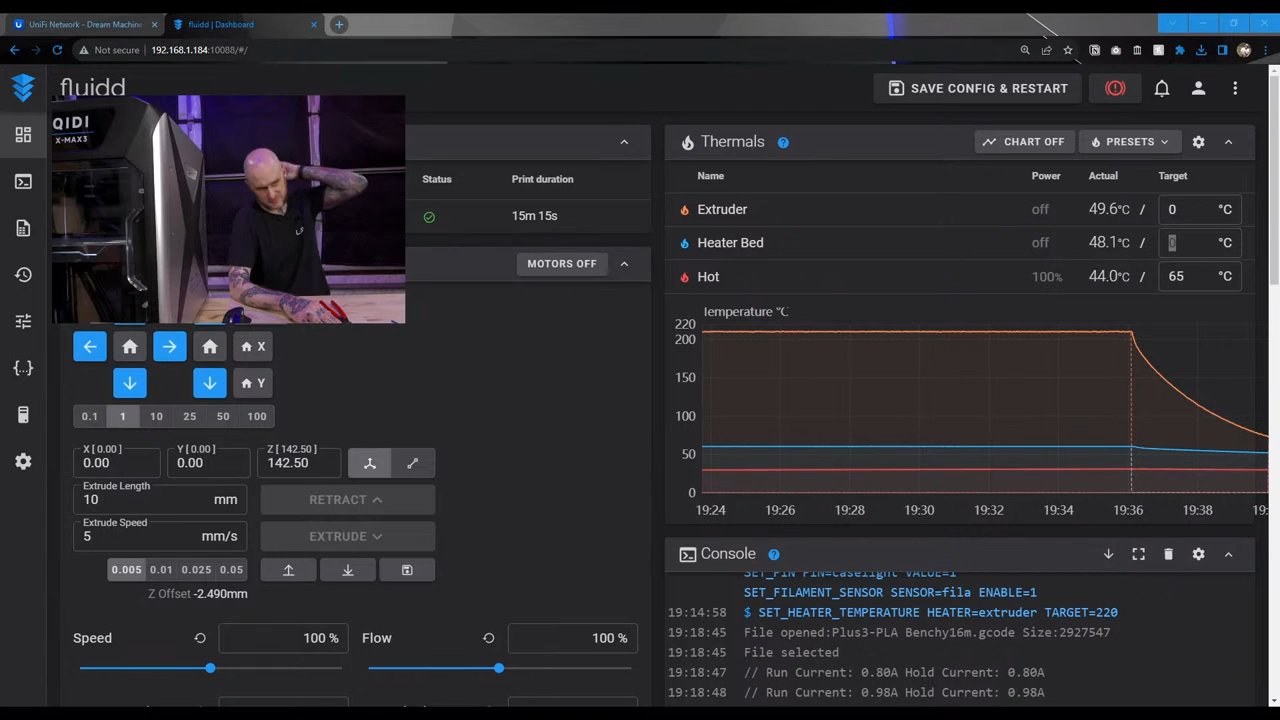 UniFi Network - Dream Machine
fluidd | Dashboard
Not secure
192.168.1.184:10088/#/
fluidd
SAVE CONFIG & RESTART
QIDI
X-MAX3
Status
Print duration
15m 15s
MOTORS OFF
X
Y
0.1
1
10
25
50
100
X [ 0.00 ]
0.00
Y [ 0.00 ]
0.00
Z [ 142.50 ]
142.50
Extrude Length
10
mm
RETRACT
Extrude Speed
5
mm/s
EXTRUDE
0.005
0.01
0.025
0.05
Z Offset -2.490mm
Speed
100 %
Flow
100 %
Thermals
CHART OFF
PRESETS
Name
Power
Actual
Target
Extruder
off
49.6°C /
0
°C
Heater Bed
off
48.1°C /
0
°C
Hot
100%
44.0°C /
65
°C
Temperature °C
220
200
150
100
50
0
19:24
19:26
19:28
19:30
19:32
19:34
19:36
19:38
Console
SET_PIN PIN=caselight VALUE=1
SET_FILAMENT_SENSOR SENSOR=fila ENABLE=1
19:14:58 $ SET_HEATER_TEMPERATURE HEATER=extruder TARGET=220
19:18:45 File opened:Plus3-PLA Benchy16m.gcode Size:2927547
19:18:45 File selected
19:18:47 // Run Current: 0.80A Hold Current: 0.80A
19:18:48 // Run Current: 0.98A Hold Current: 0.98A